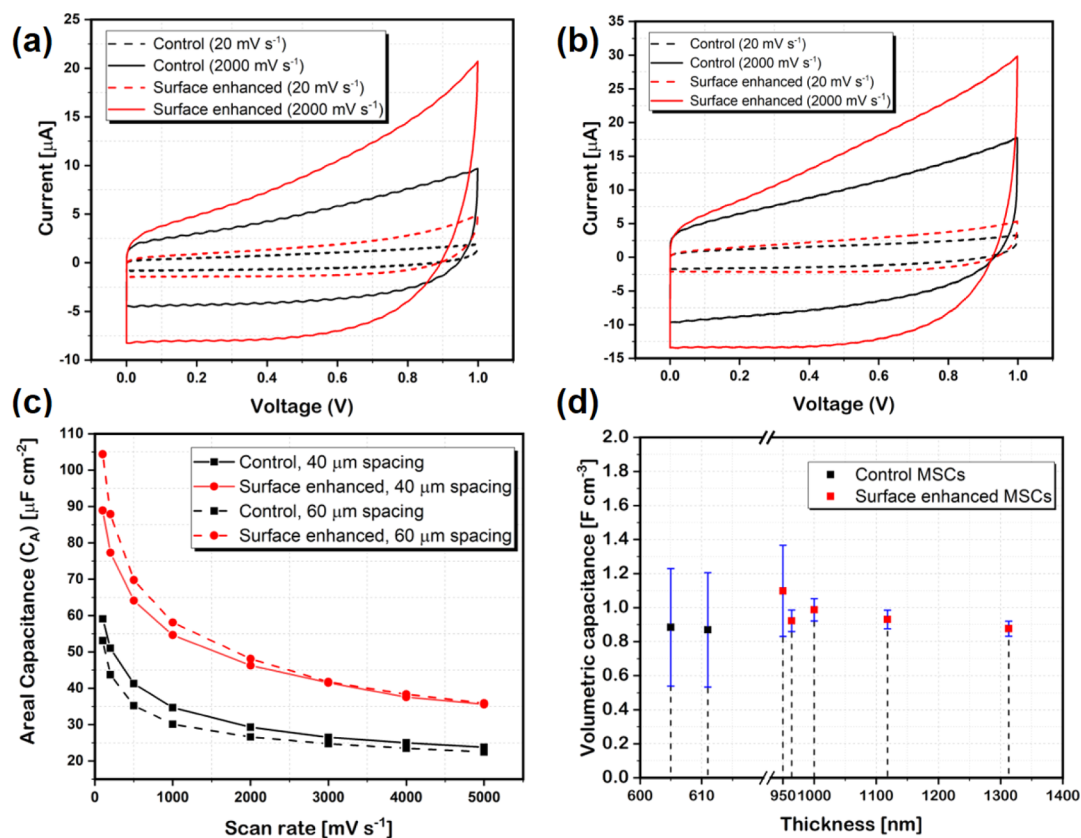 (a)
Control (20 mV s⁻¹)
Control (2000 mV s⁻¹)
Surface enhanced (20 mV s⁻¹)
Surface enhanced (2000 mV s⁻¹)
Current [µA]
25
20
15
10
5
0
-5
-10
0.0 0.2 0.4 0.6 0.8 1.0
Voltage (V)
(b)
Control (20 mV s⁻¹)
Control (2000 mV s⁻¹)
Surface enhanced (20 mV s⁻¹)
Surface enhanced (2000 mV s⁻¹)
Current [µA]
35
30
25
20
15
10
5
0
-5
-10
-15
0.0 0.2 0.4 0.6 0.8 1.0
Voltage (V)
(c)
Control, 40 µm spacing
Surface enhanced, 40 µm spacing
Control, 60 µm spacing
Surface enhanced, 60 µm spacing
Areal Capacitance (C_A) [µF cm⁻²]
110
100
90
80
70
60
50
40
30
20
0 1000 2000 3000 4000 5000
Scan rate [mV s⁻¹]
(d)
Control MSCs
Surface enhanced MSCs
Volumetric capacitance [F cm⁻³]
2.0
1.8
1.6
1.4
1.2
1.0
0.8
0.6
0.4
0.2
0.0
600 610 950 1000 1100 1200 1300 1400
Thickness [nm]